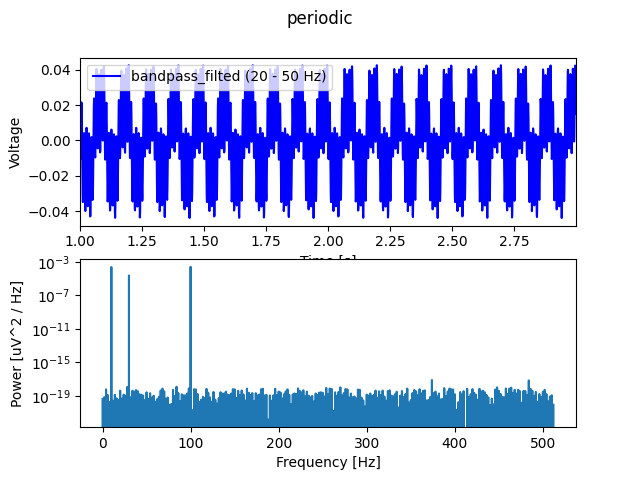 periodic
bandpass_filted (20 - 50 Hz)
Voltage
0.04
0.02
0.00
−0.02
−0.04
1.00 1.25 1.50 1.75 2.00 2.25 2.50 2.75
Time [s]
Power [uV^2 / Hz]
10⁻³
10⁻⁷
10⁻¹¹
10⁻¹⁵
10⁻¹⁹
0 100 200 300 400 500
Frequency [Hz]